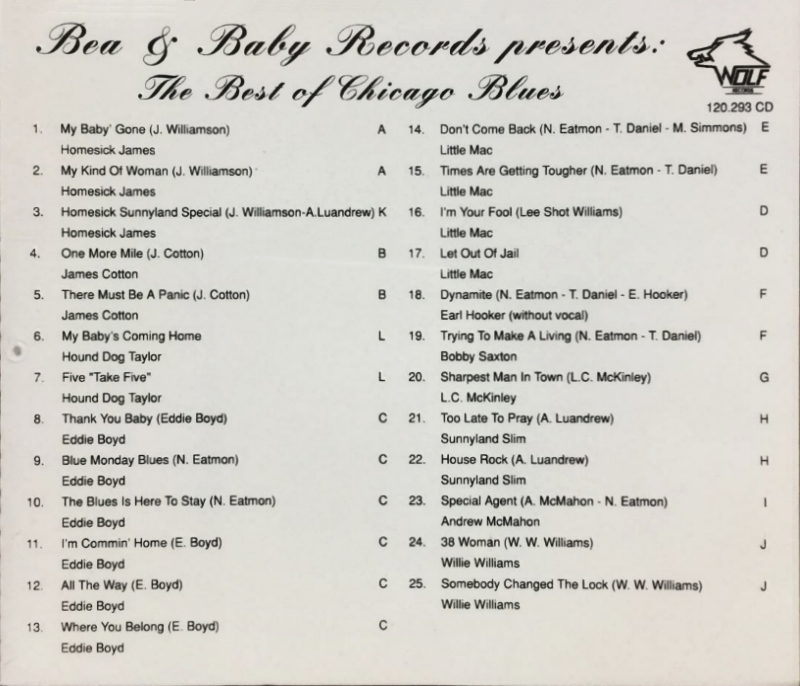 Bea & Baby Records presents:
The Best of Chicago Blues
WOLF
RECORDS
120.293 CD
1. My Baby' Gone (J. Williamson) A
Homesick James
2. My Kind Of Woman (J. Williamson) A
Homesick James
3. Homesick Sunnyland Special (J. Williamson-A.Luandrew) K
Homesick James
4. One More Mile (J. Cotton) B
James Cotton
5. There Must Be A Panic (J. Cotton) B
James Cotton
6. My Baby's Coming Home L
Hound Dog Taylor
7. Five "Take Five" L
Hound Dog Taylor
8. Thank You Baby (Eddie Boyd) C
Eddie Boyd
9. Blue Monday Blues (N. Eatmon) C
Eddie Boyd
10. The Blues Is Here To Stay (N. Eatmon) C
Eddie Boyd
11. I'm Commin' Home (E. Boyd) C
Eddie Boyd
12. All The Way (E. Boyd) C
Eddie Boyd
13. Where You Belong (E. Boyd) C
Eddie Boyd
14. Don't Come Back (N. Eatmon - T. Daniel - M. Simmons) E
Little Mac
15. Times Are Getting Tougher (N. Eatmon - T. Daniel) E
Little Mac
16. I'm Your Fool (Lee Shot Williams) D
Little Mac
17. Let Out Of Jail D
Little Mac
18. Dynamite (N. Eatmon - T. Daniel - E. Hooker) F
Earl Hooker (without vocal)
19. Trying To Make A Living (N. Eatmon - T. Daniel) F
Bobby Saxton
20. Sharpest Man In Town (L.C. McKinley) G
L.C. McKinley
21. Too Late To Pray (A. Luandrew) H
Sunnyland Slim
22. House Rock (A. Luandrew) H
Sunnyland Slim
23. Special Agent (A. McMahon - N. Eatmon) I
Andrew McMahon
24. 38 Woman (W. W. Williams) J
Willie Williams
25. Somebody Changed The Lock (W. W. Williams) J
Willie Williams